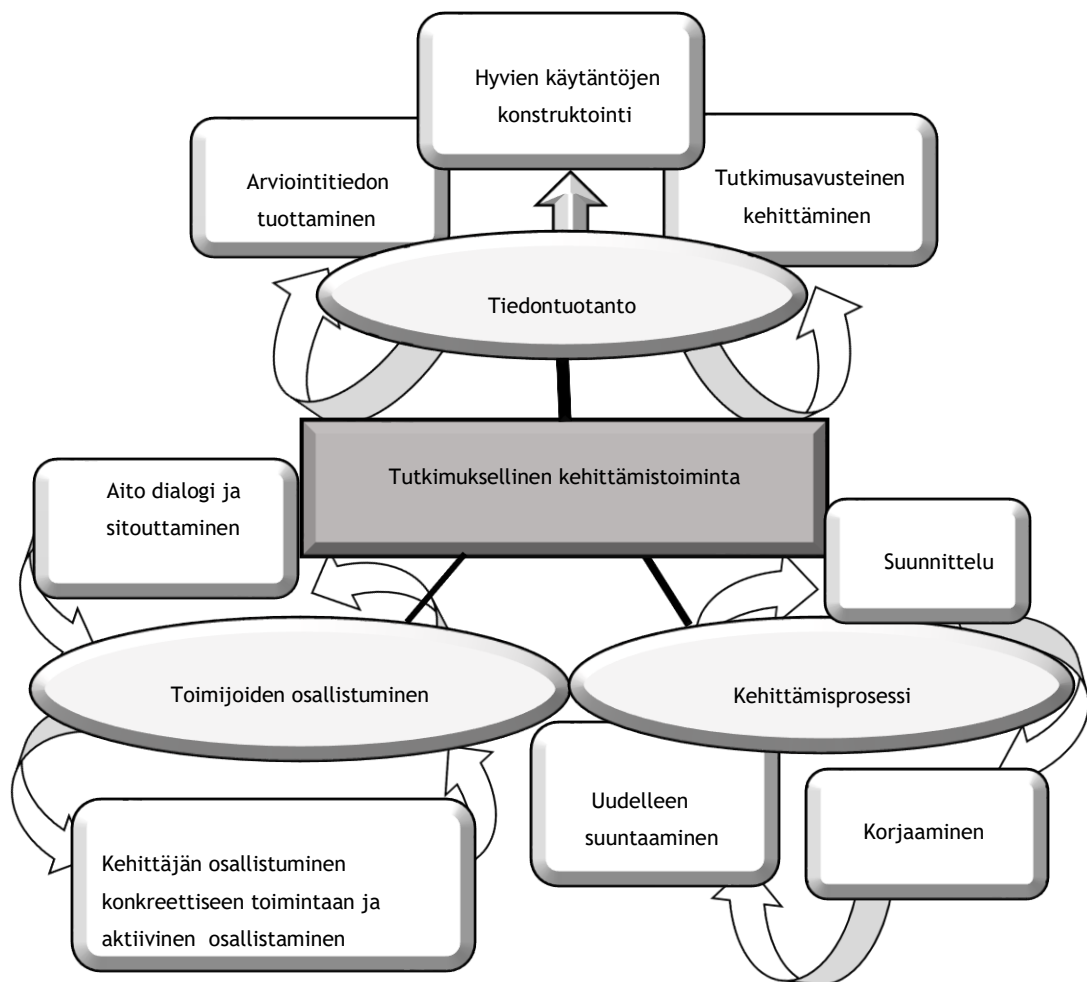 Hyvien käytäntöjen
konstruktointi
Arviointitiedon
tuottaminen
Tutkimusavusteinen
kehittäminen
Tiedontuotanto
Tutkimuksellinen kehittämistoiminta
Aito dialogi ja
sitouttaminen
Suunnittelu
Toimijoiden osallistuminen
Kehittämisprosessi
Uudelleen
suuntaaminen
Korjaaminen
Kehittäjän osallistuminen
konkreettiseen toimintaan ja
aktiivinen osallistaminen